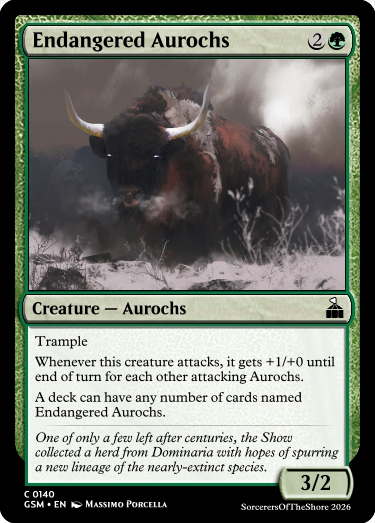 Endangered Aurochs 2
Creature — Aurochs
Trample
Whenever this creature attacks, it gets +1/+0 until
end of turn for each other attacking Aurochs.
A deck can have any number of cards named
Endangered Aurochs.
One of only a few left after centuries, the Show
collected a herd from Dominaria with hopes of spurring
a new lineage of the nearly-extinct species.
3/2
C 0140
GSM • EN Massimo Porcella
SorcerersOfTheShore 2026